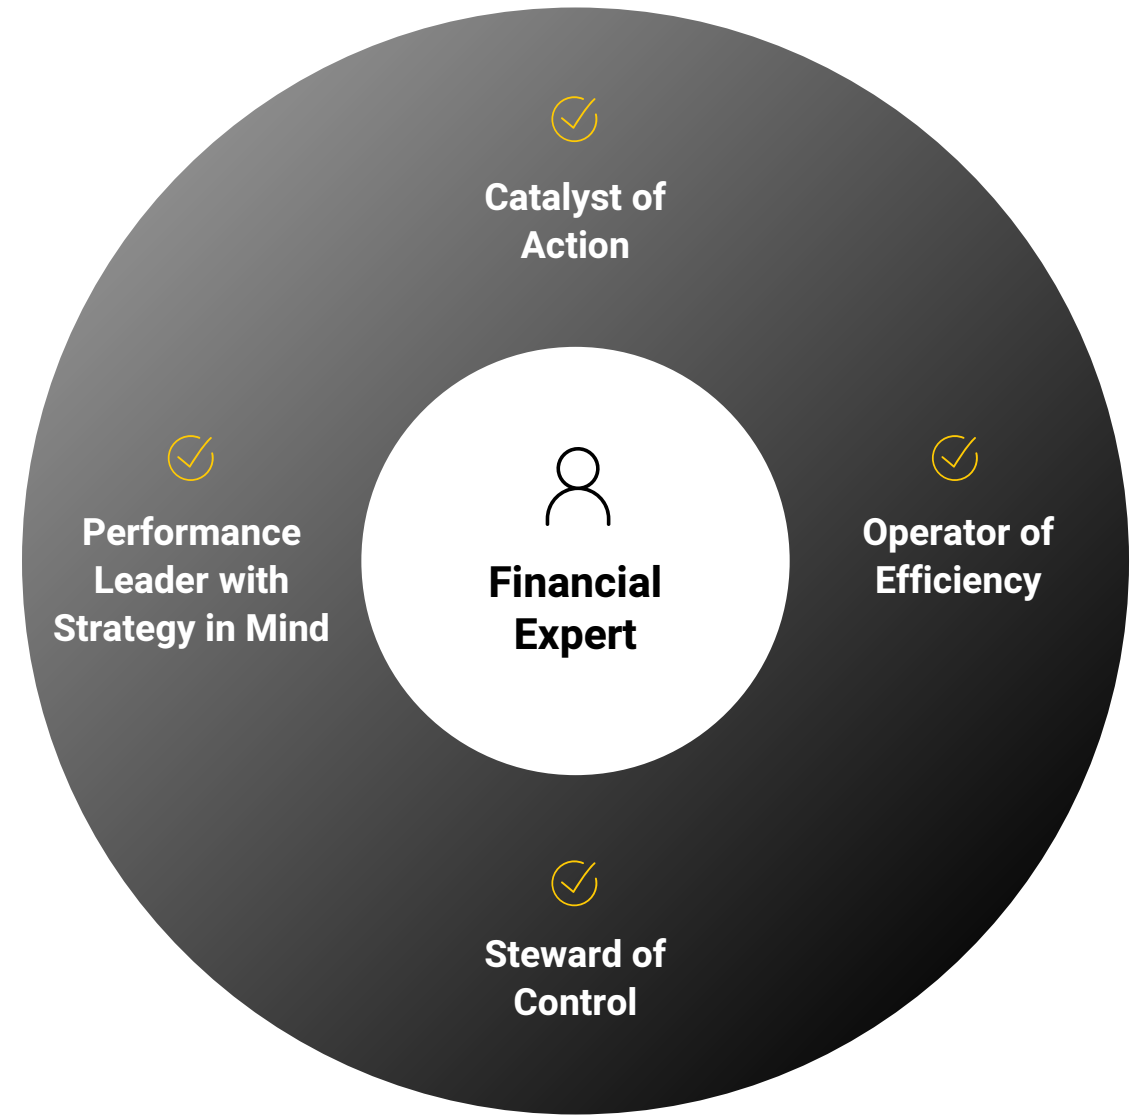 Catalyst of
Action
Performance
Leader with
Strategy in Mind
Financial
Expert
Operator of
Efficiency
Steward of
Control